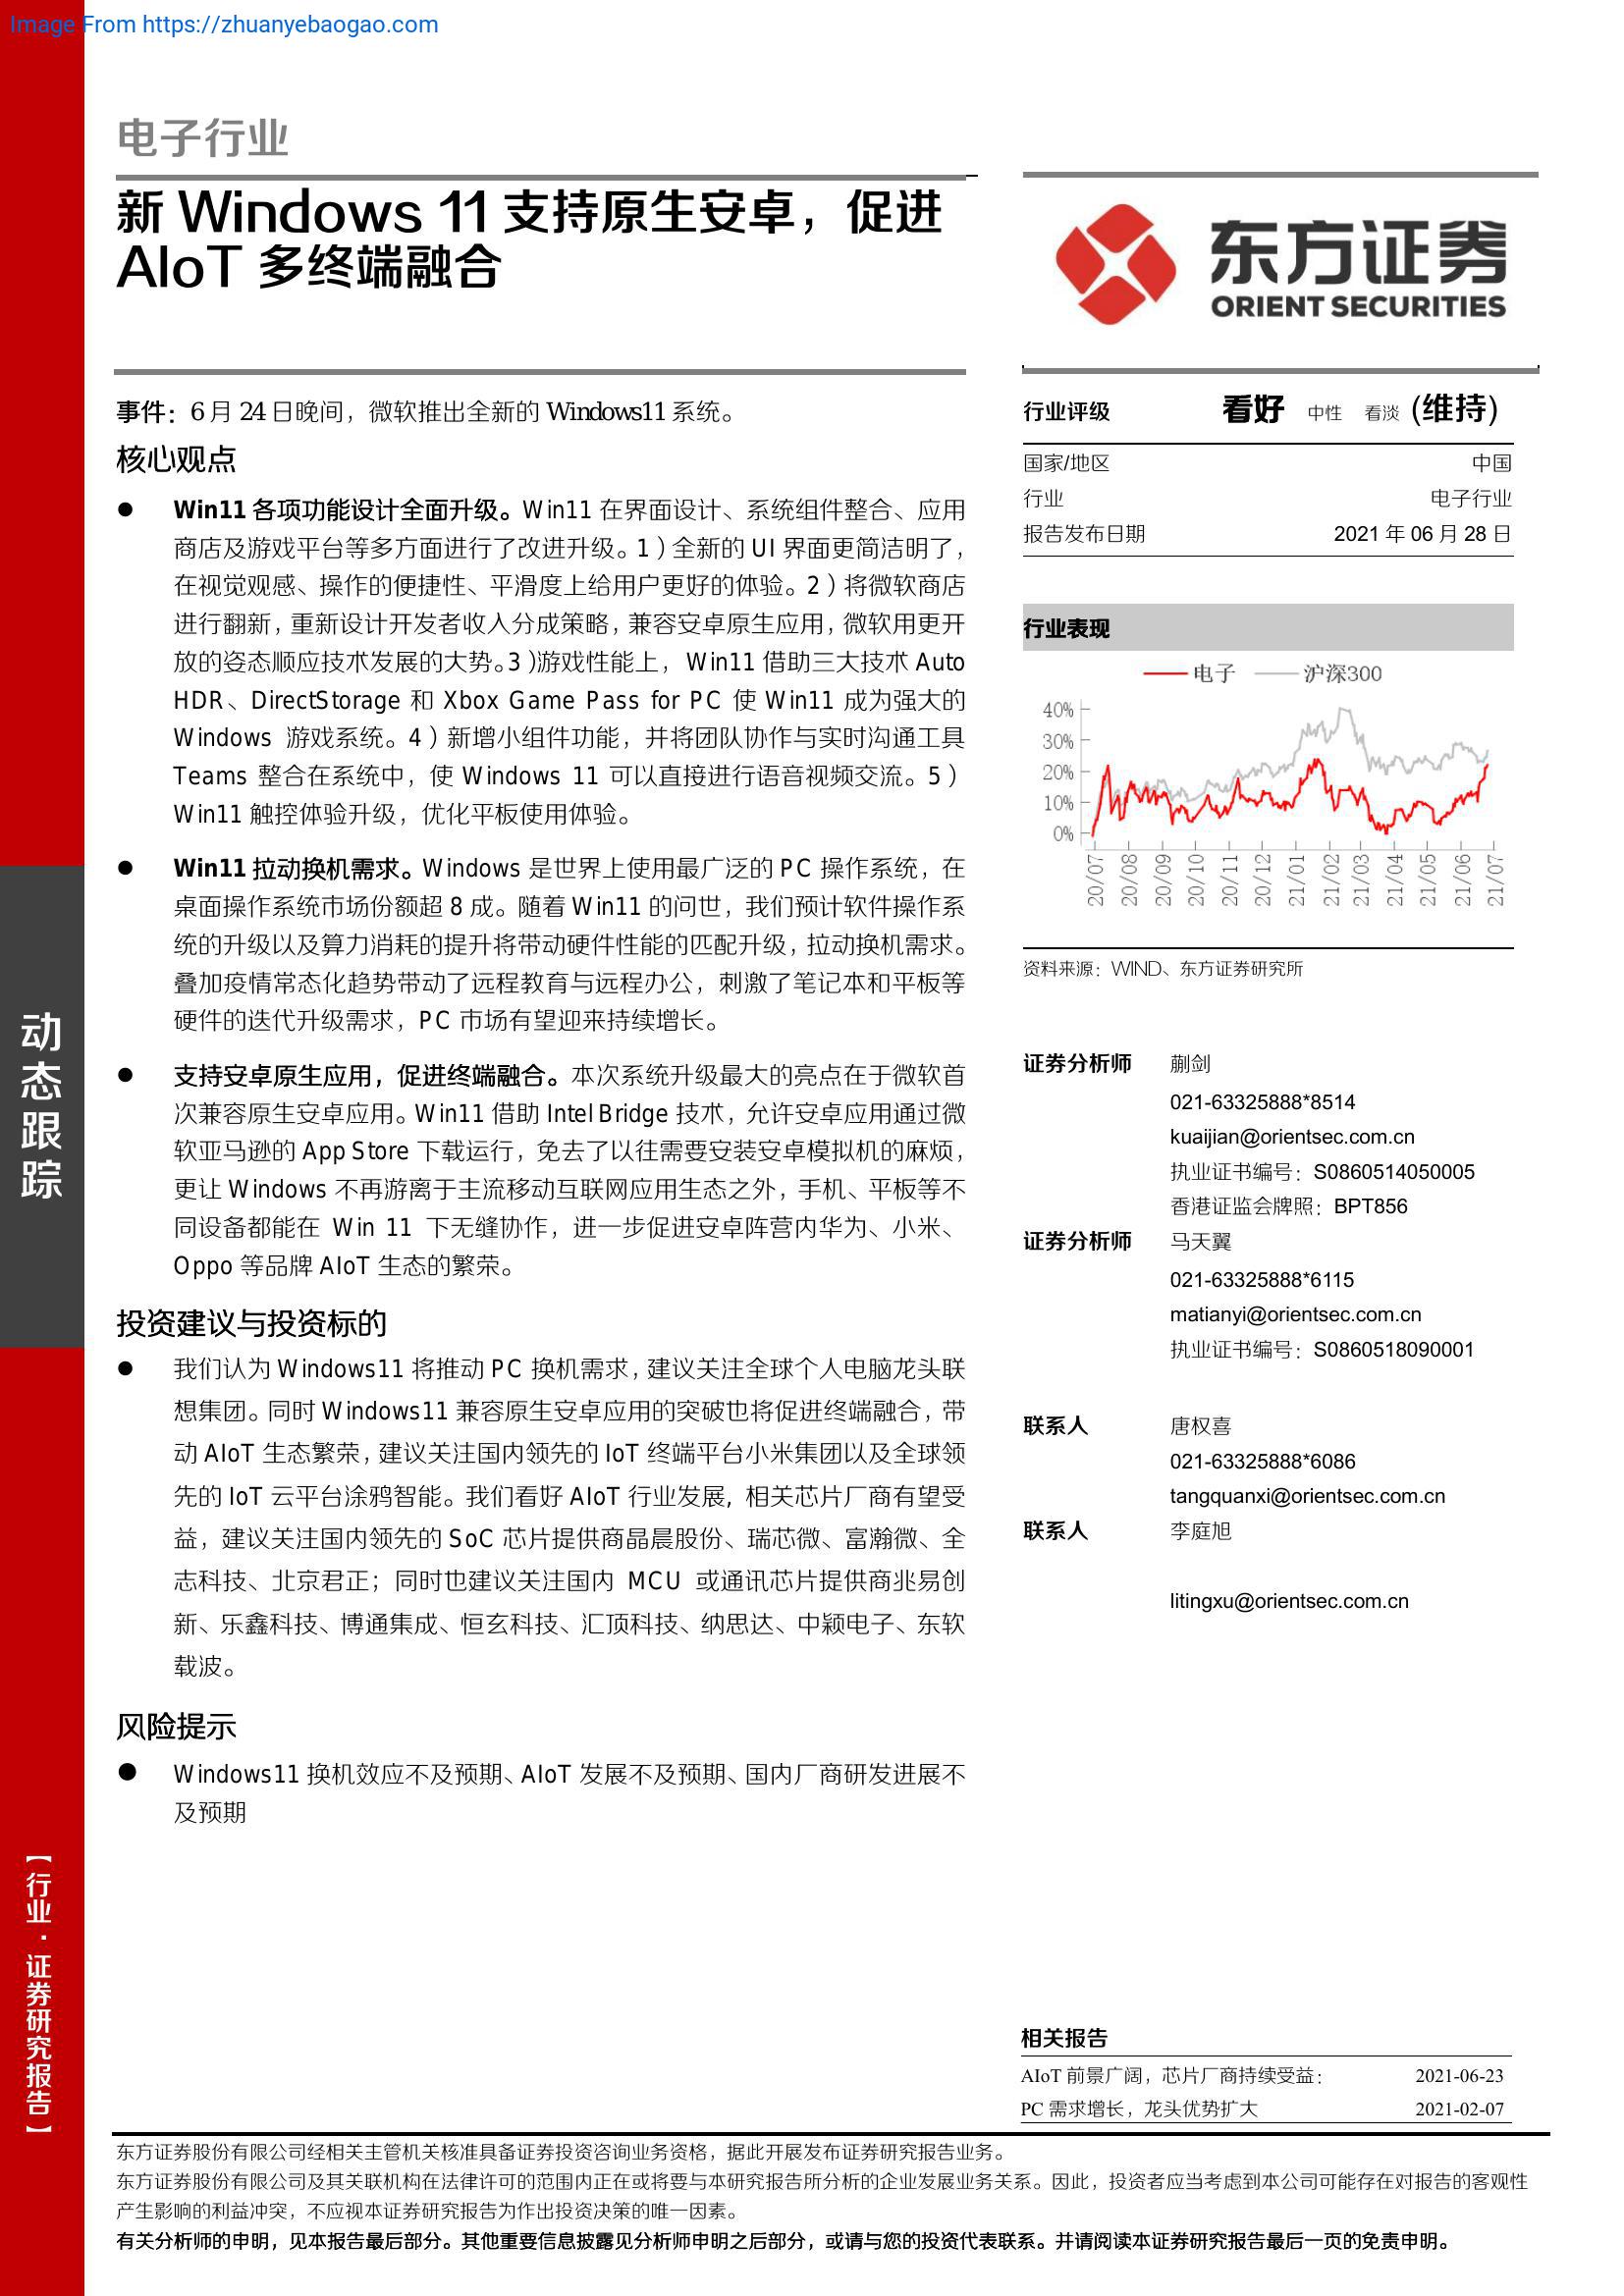 Image From https://zhuanyebaogao.com
电子行业
新 Windows 11 支持原生安卓，促进
AIoT 多终端融合
东方证券
ORIENT SECURITIES
事件：6 月 24 日晚间，微软推出全新的 Windows11 系统。
核心观点
● Win11 各项功能设计全面升级。Win11 在界面设计、系统组件整合、应用
商店及游戏平台等多方面进行了改进升级。1）全新的 UI 界面更简洁明了，
在视觉观感、操作的便捷性、平滑度上给用户更好的体验。2）将微软商店
进行翻新，重新设计开发者收入分成策略，兼容安卓原生应用，微软用更开
放的姿态顺应技术发展的大势。3）游戏性能上，Win11 借助三大技术 Auto
HDR、DirectStorage 和 Xbox Game Pass for PC 使 Win11 成为强大的
Windows 游戏系统。4）新增小组件功能，并将团队协作与实时沟通工具
Teams 整合在系统中，使 Windows 11 可以直接进行语音视频交流。5）
Win11 触控体验升级，优化平板使用体验。
● Win11 拉动换机需求。Windows 是世界上使用最广泛的 PC 操作系统，在
桌面操作系统市场份额超 8 成。随着 Win11 的问世，我们预计软件操作系
统的升级以及算力消耗的提升将带动硬件性能的匹配升级，拉动换机需求。
叠加疫情常态化趋势带动了远程教育与远程办公，刺激了笔记本和平板等
硬件的迭代升级需求，PC 市场有望迎来持续增长。
● 支持安卓原生应用，促进终端融合。本次系统升级最大的亮点在于微软首
次兼容原生安卓应用。Win11 借助 Intel Bridge 技术，允许安卓应用通过微
软亚马逊的 App Store 下载运行，免去了以往需要安装安卓模拟机的麻烦，
更让 Windows 不再游离于主流移动互联网应用生态之外，手机、平板等不
同设备都能在 Win 11 下无缝协作，进一步促进安卓阵营内华为、小米、
Oppo 等品牌 AIoT 生态的繁荣。
投资建议与投资标的
● 我们认为 Windows11 将推动 PC 换机需求，建议关注全球个人电脑龙头联
想集团。同时 Windows11 兼容原生安卓应用的突破也将促进终端融合，带
动 AIoT 生态繁荣，建议关注国内领先的 IoT 终端平台小米集团以及全球领
先的 IoT 云平台涂鸦智能。我们看好 AIoT 行业发展，相关芯片厂商有望受
益，建议关注国内领先的 SoC 芯片提供商晶晨股份、瑞芯微、富瀚微、全
志科技、北京君正；同时也建议关注国内 MCU 或通讯芯片提供商兆易创
新、乐鑫科技、博通集成、恒玄科技、汇顶科技、纳思达、中颖电子、东软
载波。
风险提示
● Windows11 换机效应不及预期、AIoT 发展不及预期、国内厂商研发进展不
及预期
行业评级 看好 中性 看淡 (维持)
国家/地区 中国
行业 电子行业
报告发布日期 2021 年 06 月 28 日
行业表现
电子 沪深300
40%
30%
20%
10%
0%
20/07 20/08 20/09 20/10 20/11 20/12 21/01 21/02 21/03 21/04 21/05 21/06 21/07
资料来源：WIND、东方证券研究所
证券分析师 蒯剑
021-63325888*8514
kuaijian@orientsec.com.cn
执业证书编号：S0860514050005
香港证监会牌照：BPT856
证券分析师 马天翼
021-63325888*6115
matianyi@orientsec.com.cn
执业证书编号：S0860518090001
联系人 唐权喜
021-63325888*6086
tangquanxi@orientsec.com.cn
联系人 李庭旭
litingxu@orientsec.com.cn
相关报告
AIoT 前景广阔，芯片厂商持续受益： 2021-06-23
PC 需求增长，龙头优势扩大 2021-02-07
动态跟踪
【行业·证券研究报告】
东方证券股份有限公司经相关主管机关核准具备证券投资咨询业务资格，据此开展发布证券研究报告业务。
东方证券股份有限公司及其关联机构在法律许可的范围内正在或将要与本研究报告所分析的企业发展业务关系。因此，投资者应当考虑到本公司可能存在对报告的客观性
产生影响的利益冲突，不应视本证券研究报告为作出投资决策的唯一因素。
有关分析师的申明，见本报告最后部分。其他重要信息披露见分析师申明之后部分，或请与您的投资代表联系。并请阅读本证券研究报告最后一页的免责申明。